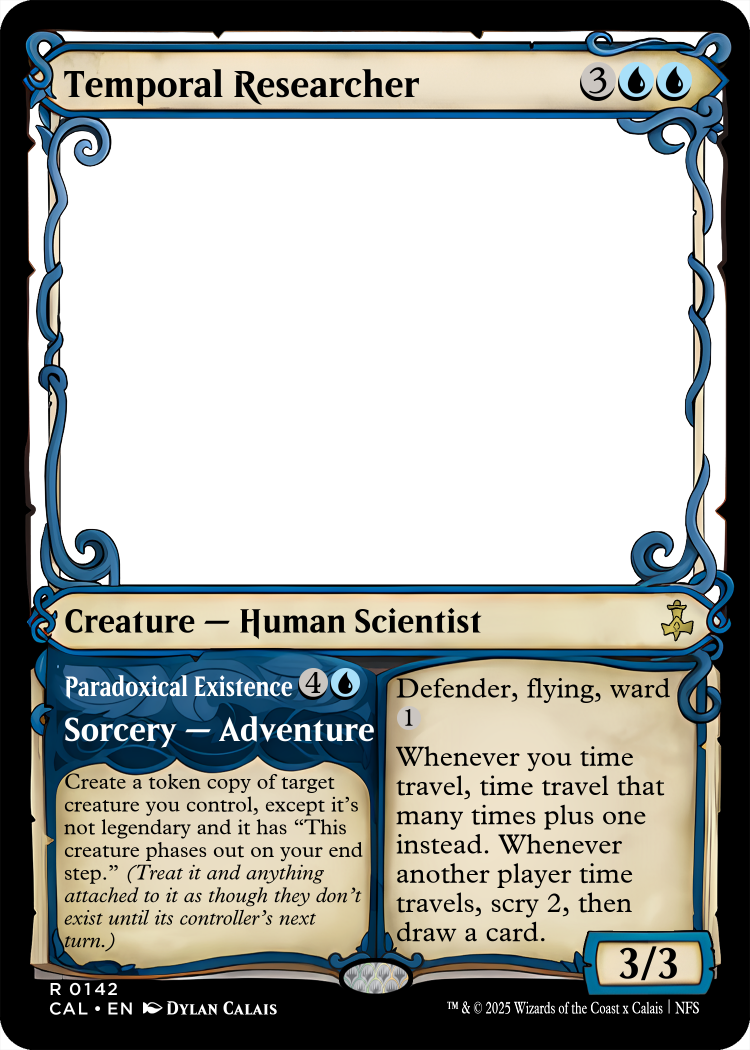 Temporal Researcher 3
Creature — Human Scientist
Paradoxical Existence 4
Sorcery — Adventure
Create a token copy of target
creature you control, except it's
not legendary and it has “This
creature phases out on your end
step.” (Treat it and anything
attached to it as though they don't
exist until its controller's next
turn.)
Defender, flying, ward
1
Whenever you time
travel, time travel that
many times plus one
instead. Whenever
another player time
travels, scry 2, then
draw a card.
3/3
R 0142
CAL • EN DYLAN CALAIS
™ & © 2025 Wizards of the Coast x Calais | NFS